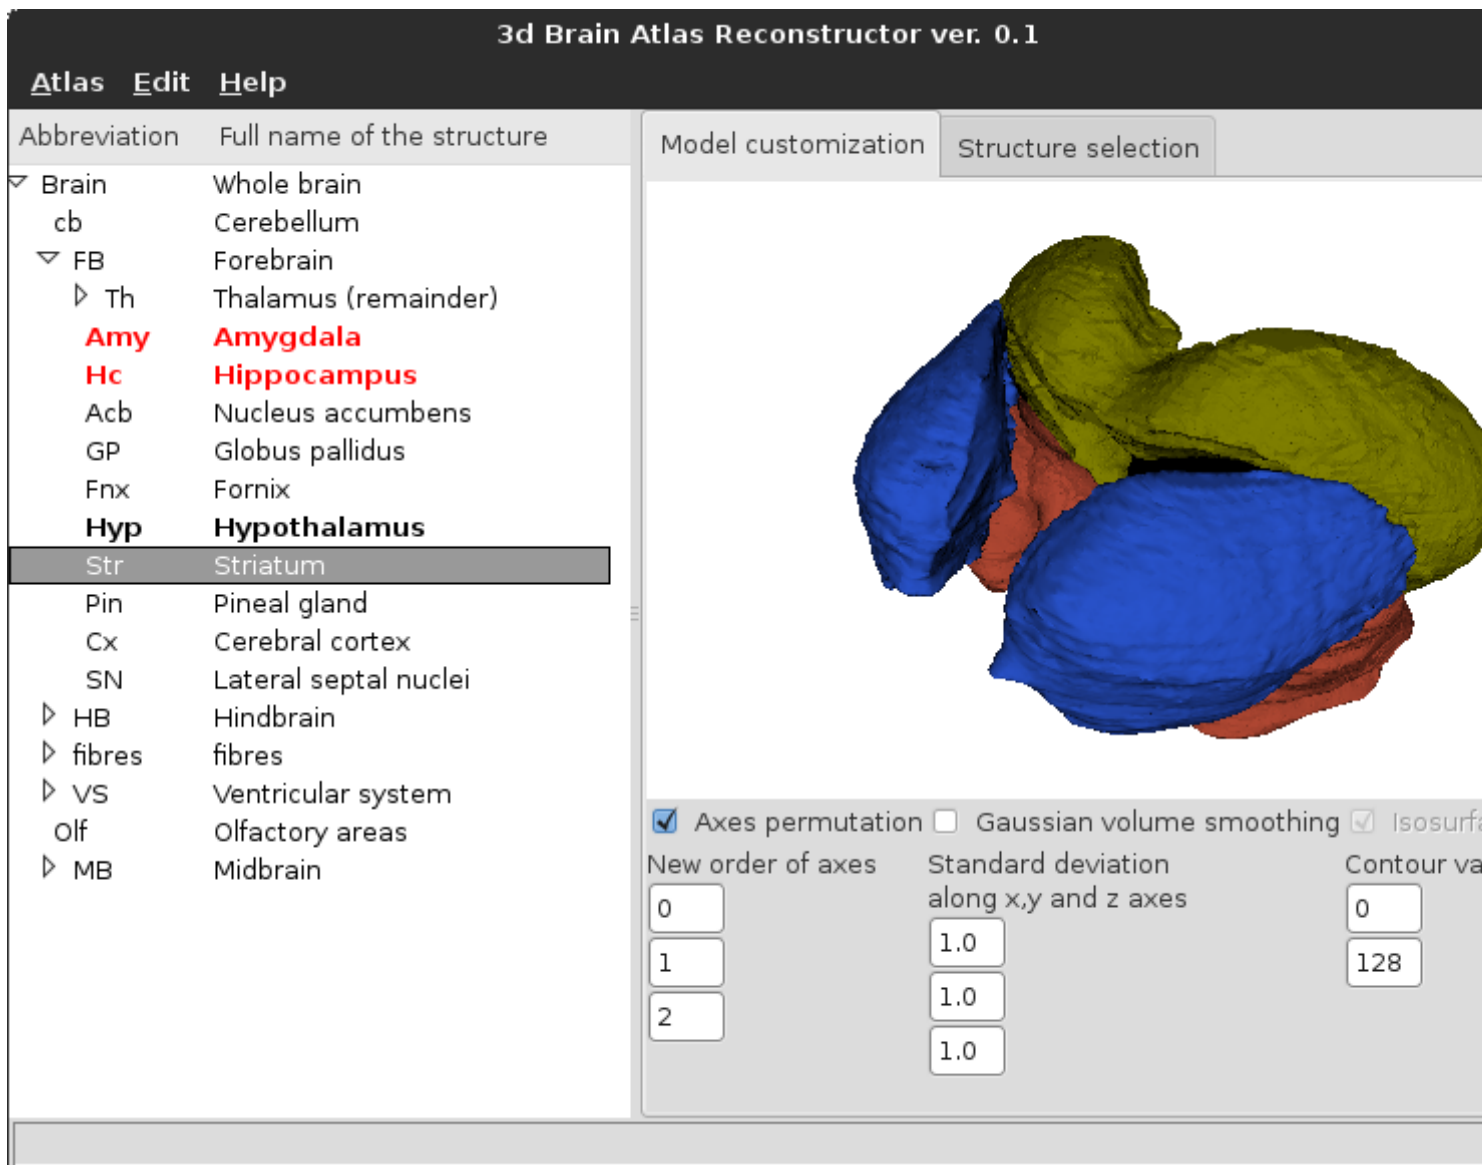 3d Brain Atlas Reconstructor ver. 0.1
Atlas Edit Help
Abbreviation Full name of the structure
Brain Whole brain
cb Cerebellum
FB Forebrain
Th Thalamus (remainder)
Amy Amygdala
Hc Hippocampus
Acb Nucleus accumbens
GP Globus pallidus
Fnx Fornix
Hyp Hypothalamus
Str Striatum
Pin Pineal gland
Cx Cerebral cortex
SN Lateral septal nuclei
HB Hindbrain
fibres fibres
VS Ventricular system
Olf Olfactory areas
MB Midbrain
Model customization Structure selection
Axes permutation Gaussian volume smoothing
New order of axes
0
1
2
Standard deviation
along x,y and z axes
1.0
1.0
1.0
Contour
0
128